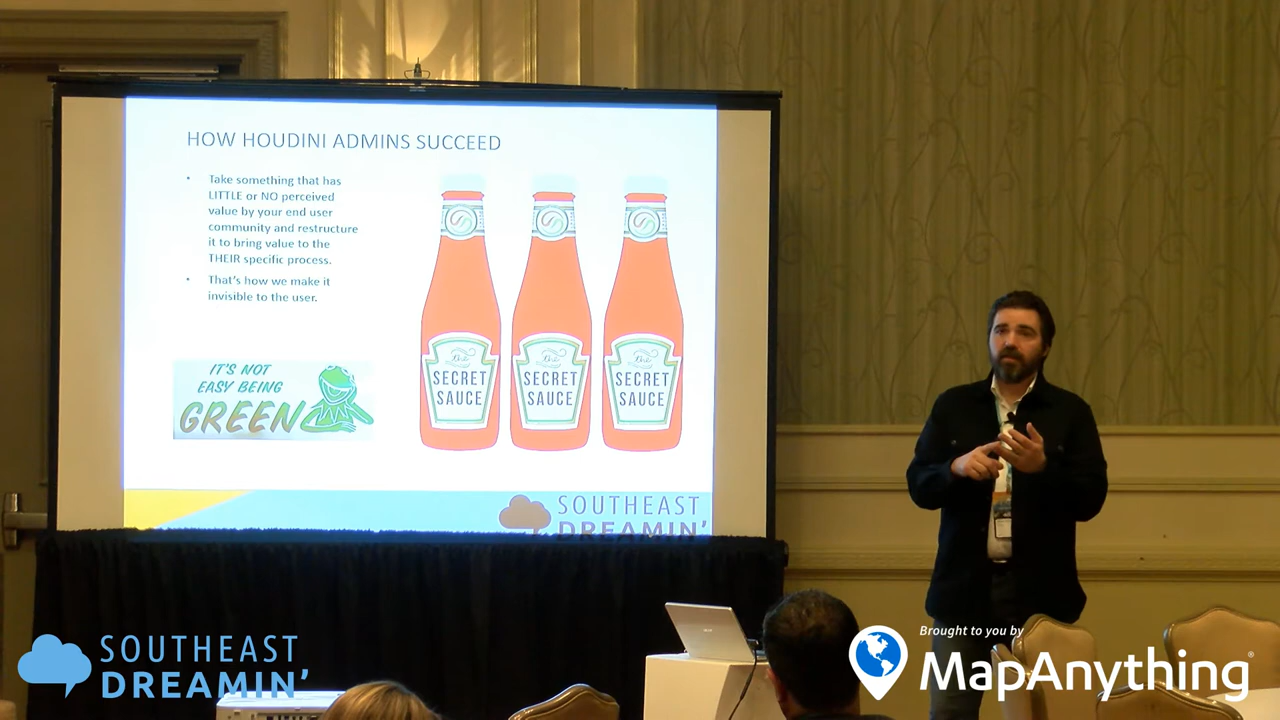 HOW HOUDINI ADMINS SUCCEED
• Take something that has
LITTLE or NO perceived
value by your end user
community and restructure
it to bring value to the
THEIR specific process.
• That's how we make it
invisible to the user.
IT'S NOT
EASY BEING
GREEN
SECRET
SAUCE
SECRET
SAUCE
SECRET
SAUCE
SOUTHEAST
DREAMIN'
SOUTHEAST
DREAMIN'
Brought to you by
MapAnything